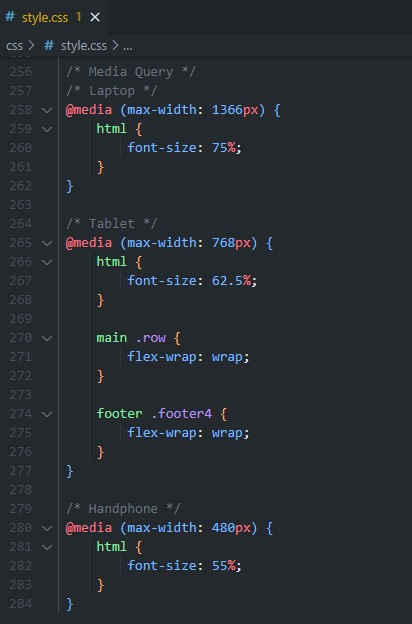 # style.css 1 ×
css > # style.css > ...
256 /* Media Query */
257 /* Laptop */
258 @media (max-width: 1366px) {
259     html {
260         font-size: 75%;
261     }
262 }
263
264 /* Tablet */
265 @media (max-width: 768px) {
266     html {
267         font-size: 62.5%;
268     }
269
270     main .row {
271         flex-wrap: wrap;
272     }
273
274     footer .footer4 {
275         flex-wrap: wrap;
276     }
277 }
278
279 /* Handphone */
280 @media (max-width: 480px) {
281     html {
282         font-size: 55%;
283     }
284 }